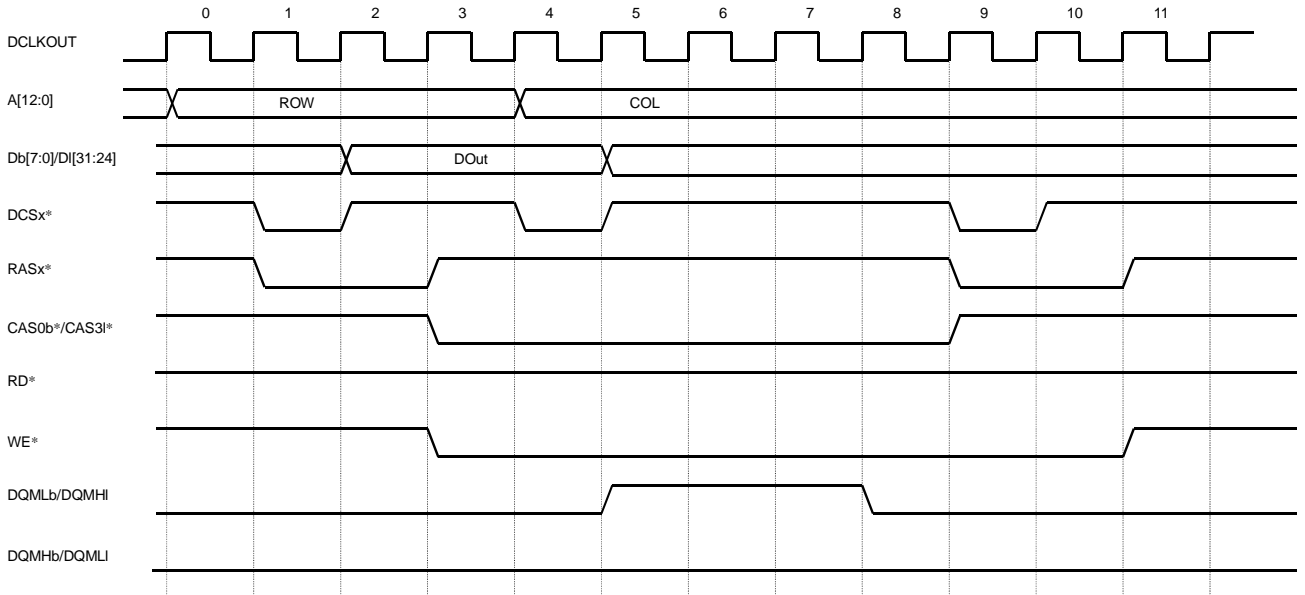 0 1 2 3 4 5 6 7 8 9 10 11
DCLKOUT
A[12:0] ROW COL
Db[7:0]/Dl[31:24] DOut
DCSx*
RASx*
CAS0b*/CAS3l*
RD*
WE*
DQMLb/DQMHl
DQMHb/DQMLl